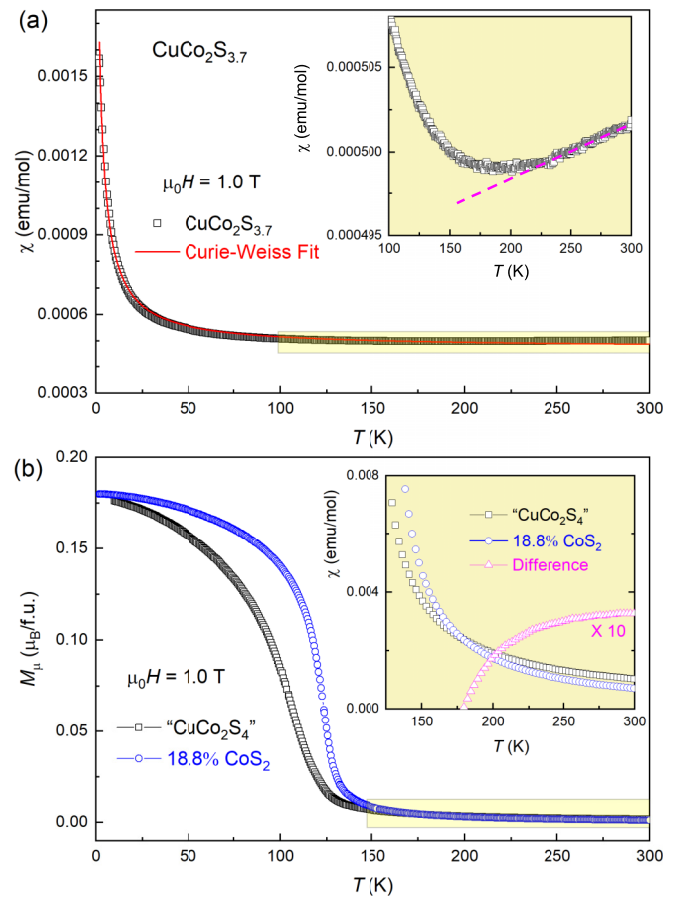 (a)
CuCo₂S₃.₇
μ₀H = 1.0 T
CuCo₂S₃.₇
Curie-Weiss Fit
χ (emu/mol)
0.0015
0.0012
0.0009
0.0006
0.0003
0 50 100 150 200 250 300
T (K)
χ (emu/mol)
0.000505
0.000500
0.000495
100 150 200 250 300
T (K)
(b)
M_μ (μ_B/f.u.)
0.20
0.15
0.10
0.05
0.00
μ₀H = 1.0 T
“CuCo₂S₄”
18.8% CoS₂
0 50 100 150 200 250 300
T (K)
χ (emu/mol)
0.008
0.004
0.000
“CuCo₂S₄”
18.8% CoS₂
Difference
X 10
150 200 250 300
T (K)